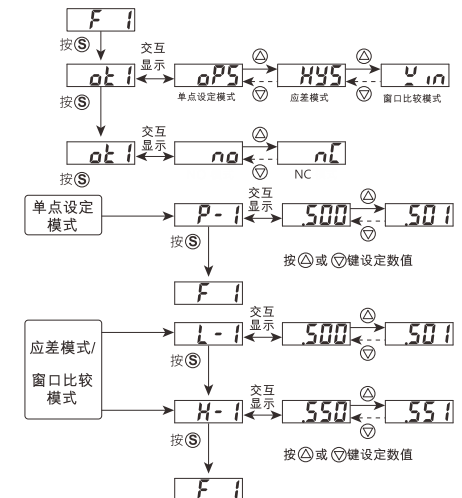 F 1
按Ⓢ
交互
显示
ot1
oPS
HYS
Win
单点设定模式
应差模式
窗口比较模式
按Ⓢ
交互
显示
ot1
no
nC
NC
按Ⓢ
单点设定
模式
P-1
交互
显示
.500
.501
按Ⓢ
按△或▽键设定数值
F 1
应差模式/
窗口比较
模式
L-1
交互
显示
.500
.501
按Ⓢ
H-1
交互
显示
.550
.551
按Ⓢ
按△或▽键设定数值
F 1